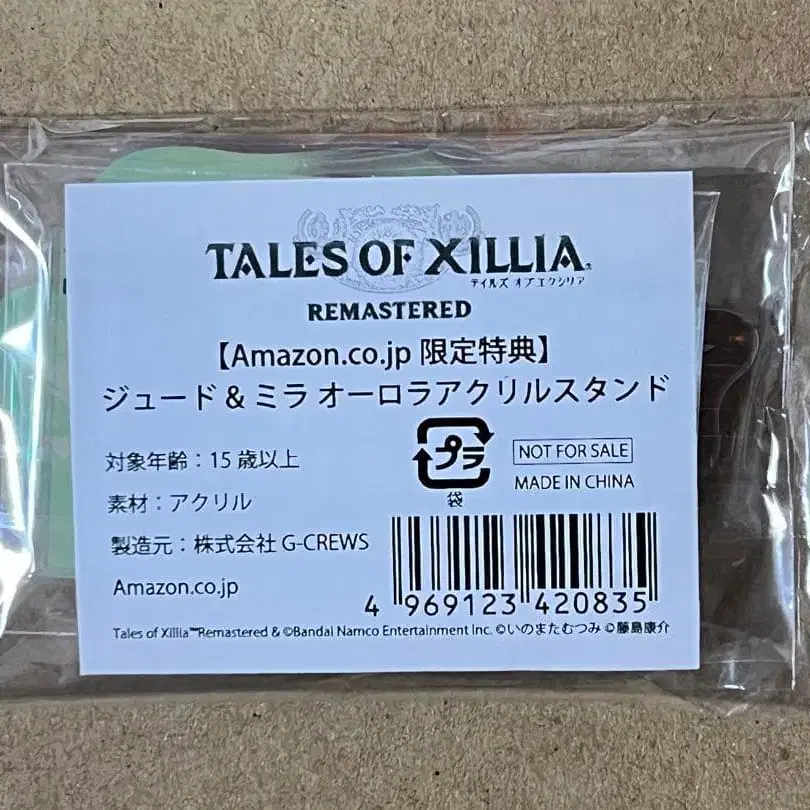 TALES OF XILLIA
テイルズ オブ エクシリア
REMASTERED
【Amazon.co.jp 限定特典】
ジュード & ミラ オーロラアクリルスタンド
対象年齢：15 歳以上
素材：アクリル
製造元：株式会社 G-CREWS
Amazon.co.jp
プラ
袋
NOT FOR SALE
MADE IN CHINA
4 969123 420835
Tales of Xillia™Remastered & ©Bandai Namco Entertainment Inc. ©いのまたむつみ ©藤島康介